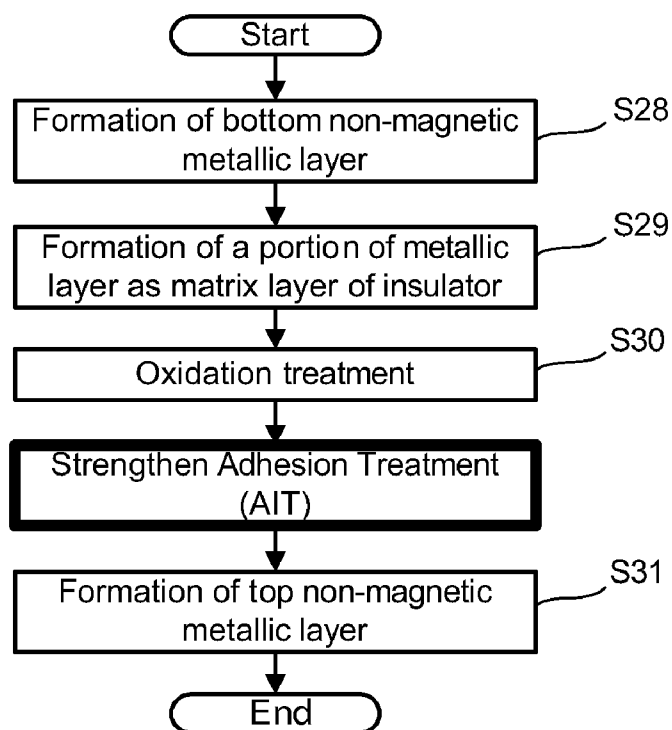 Start
Formation of bottom non-magnetic
metallic layer
S28
Formation of a portion of metallic
layer as matrix layer of insulator
S29
Oxidation treatment
S30
Strengthen Adhesion Treatment
(AIT)
Formation of top non-magnetic
metallic layer
S31
End